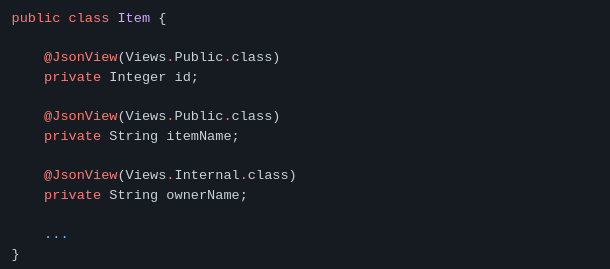 public class Item {
    @JsonView(Views.Public.class)
    private Integer id;
    @JsonView(Views.Public.class)
    private String itemName;
    @JsonView(Views.Internal.class)
    private String ownerName;
    ...
}